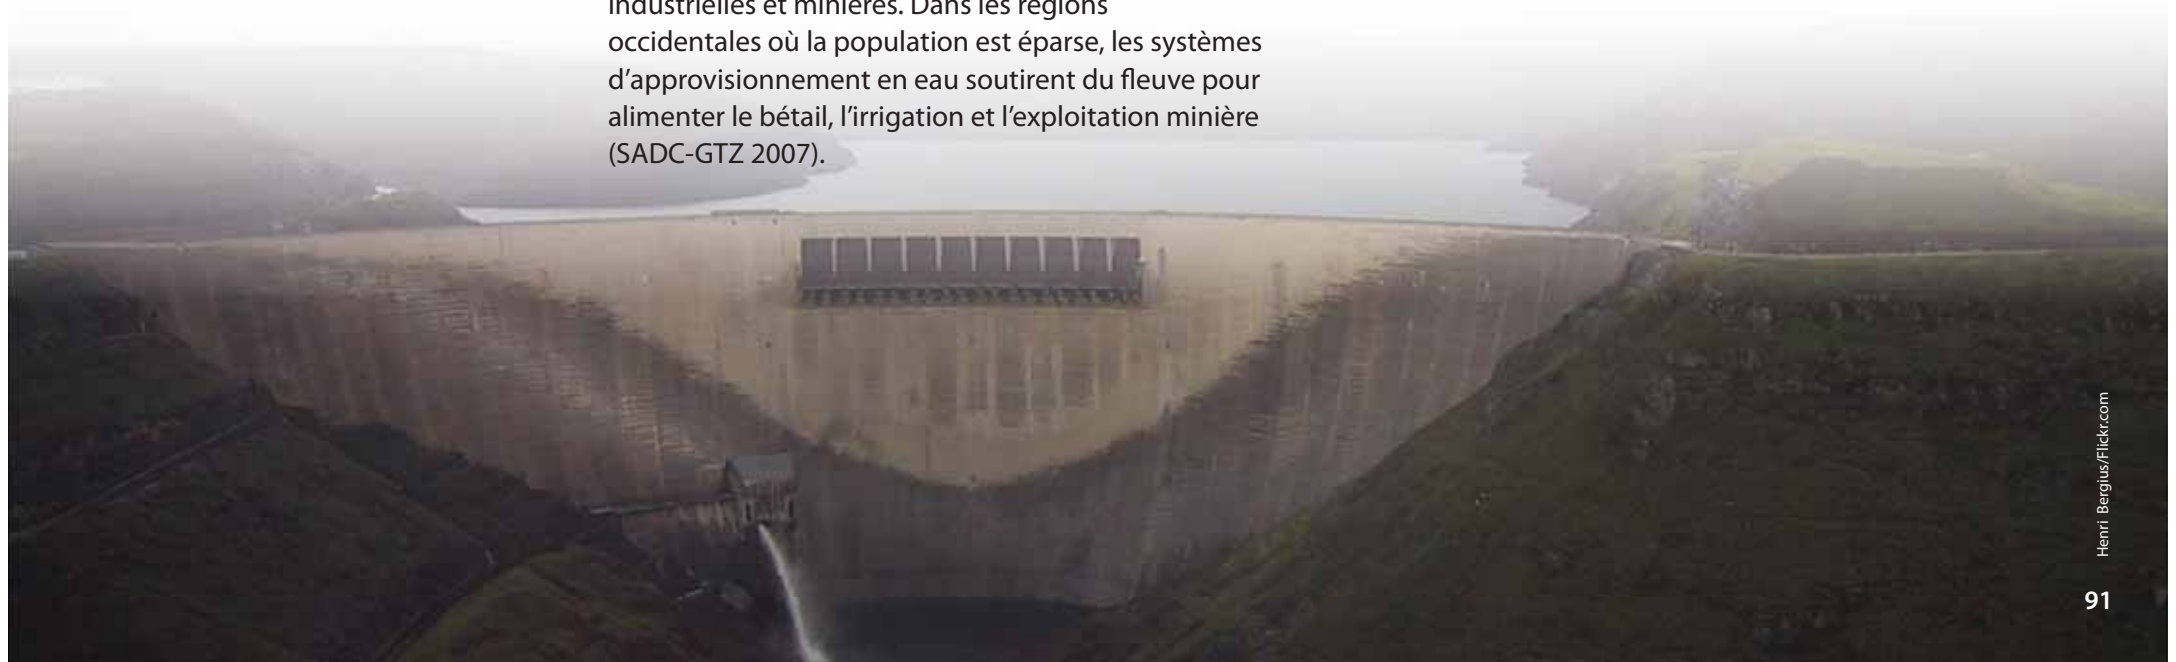 industrielles et minières. Dans les régions
occidentales où la population est éparse, les systèmes
d’approvisionnement en eau soutirent du fleuve pour
alimenter le bétail, l’irrigation et l’exploitation minière
(SADC-GTZ 2007).
Henri Bergius/Flickr.com
91